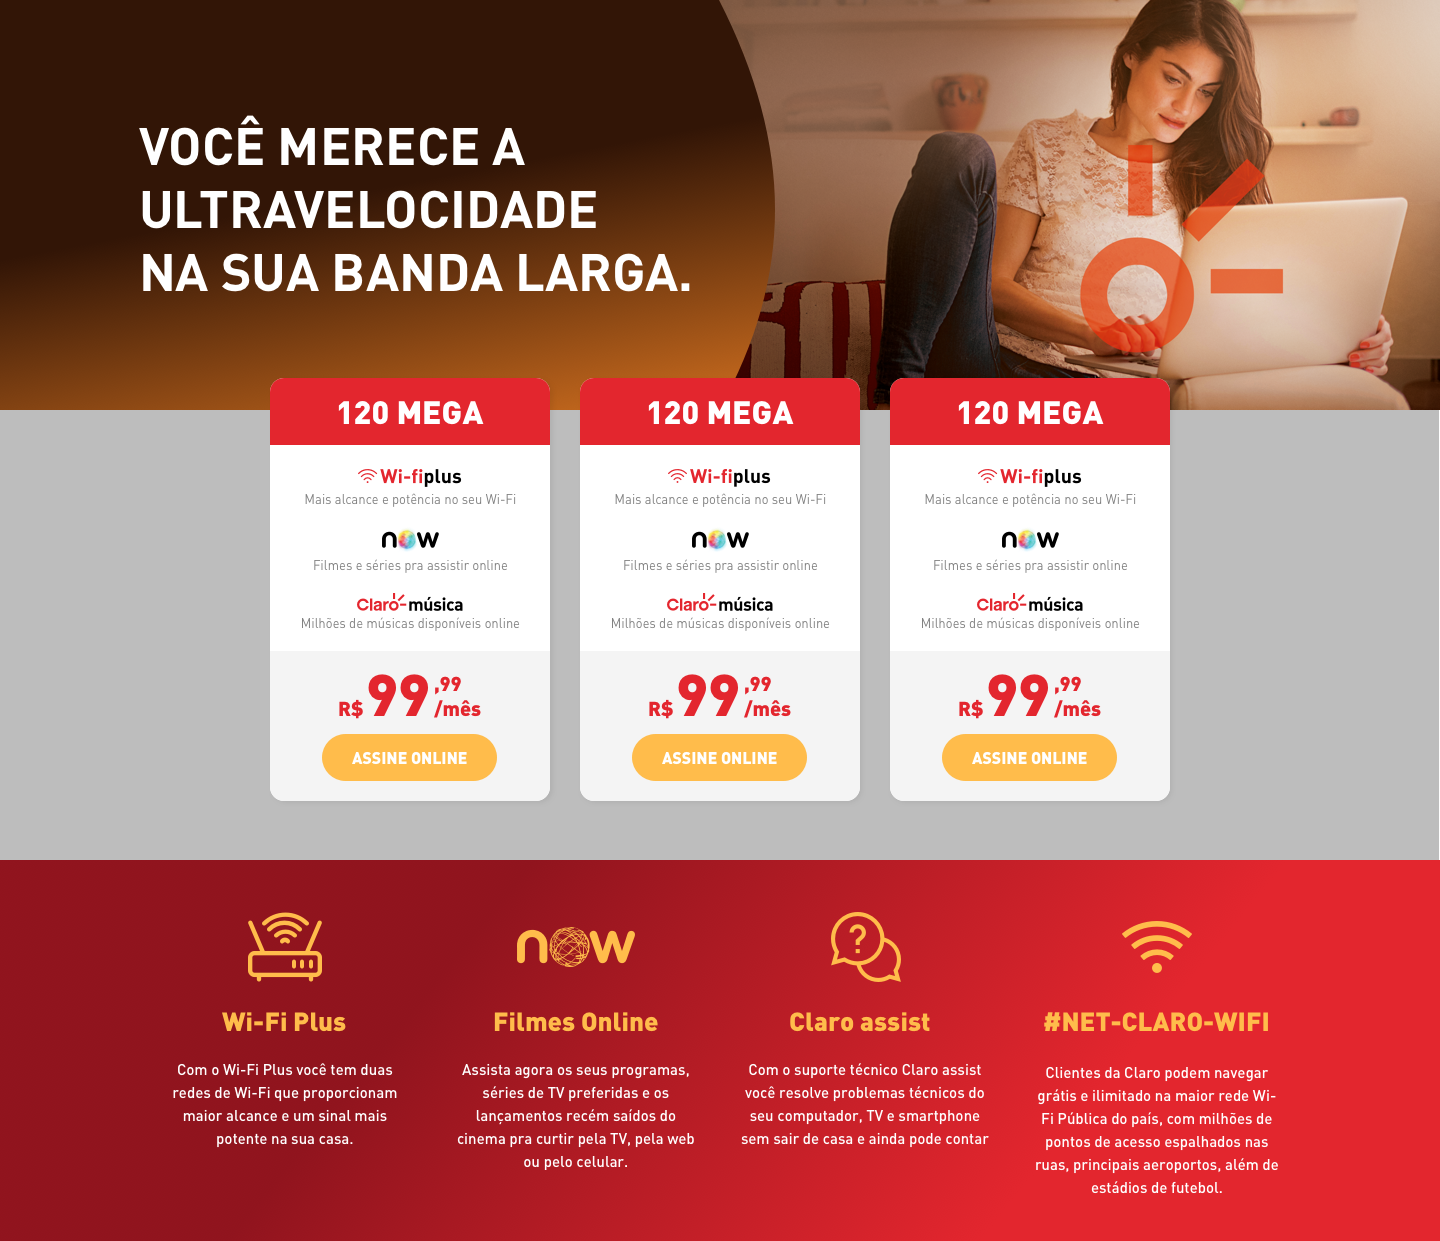 VOCÊ MERECE A
ULTRAVELOCIDADE
NA SUA BANDA LARGA.
120 MEGA
Wi-fiplus
Mais alcance e potência no seu Wi-Fi
now
Filmes e séries pra assistir online
Claro música
Milhões de músicas disponíveis online
R$ 99,99 /mês
ASSINE ONLINE
120 MEGA
Wi-fiplus
Mais alcance e potência no seu Wi-Fi
now
Filmes e séries pra assistir online
Claro música
Milhões de músicas disponíveis online
R$ 99,99 /mês
ASSINE ONLINE
120 MEGA
Wi-fiplus
Mais alcance e potência no seu Wi-Fi
now
Filmes e séries pra assistir online
Claro música
Milhões de músicas disponíveis online
R$ 99,99 /mês
ASSINE ONLINE
Wi-Fi Plus
Com o Wi-Fi Plus você tem duas
redes de Wi-Fi que proporcionam
maior alcance e um sinal mais
potente na sua casa.
now
Filmes Online
Assista agora os seus programas,
séries de TV preferidas e os
lançamentos recém saídos do
cinema pra curtir pela TV, pela web
ou pelo celular.
?
Claro assist
Com o suporte técnico Claro assist
você resolve problemas técnicos do
seu computador, TV e smartphone
sem sair de casa e ainda pode contar
#NET-CLARO-WIFI
Clientes da Claro podem navegar
grátis e ilimitado na maior rede Wi-
Fi Pública do país, com milhões de
pontos de acesso espalhados nas
ruas, principais aeroportos, além de
estádios de futebol.